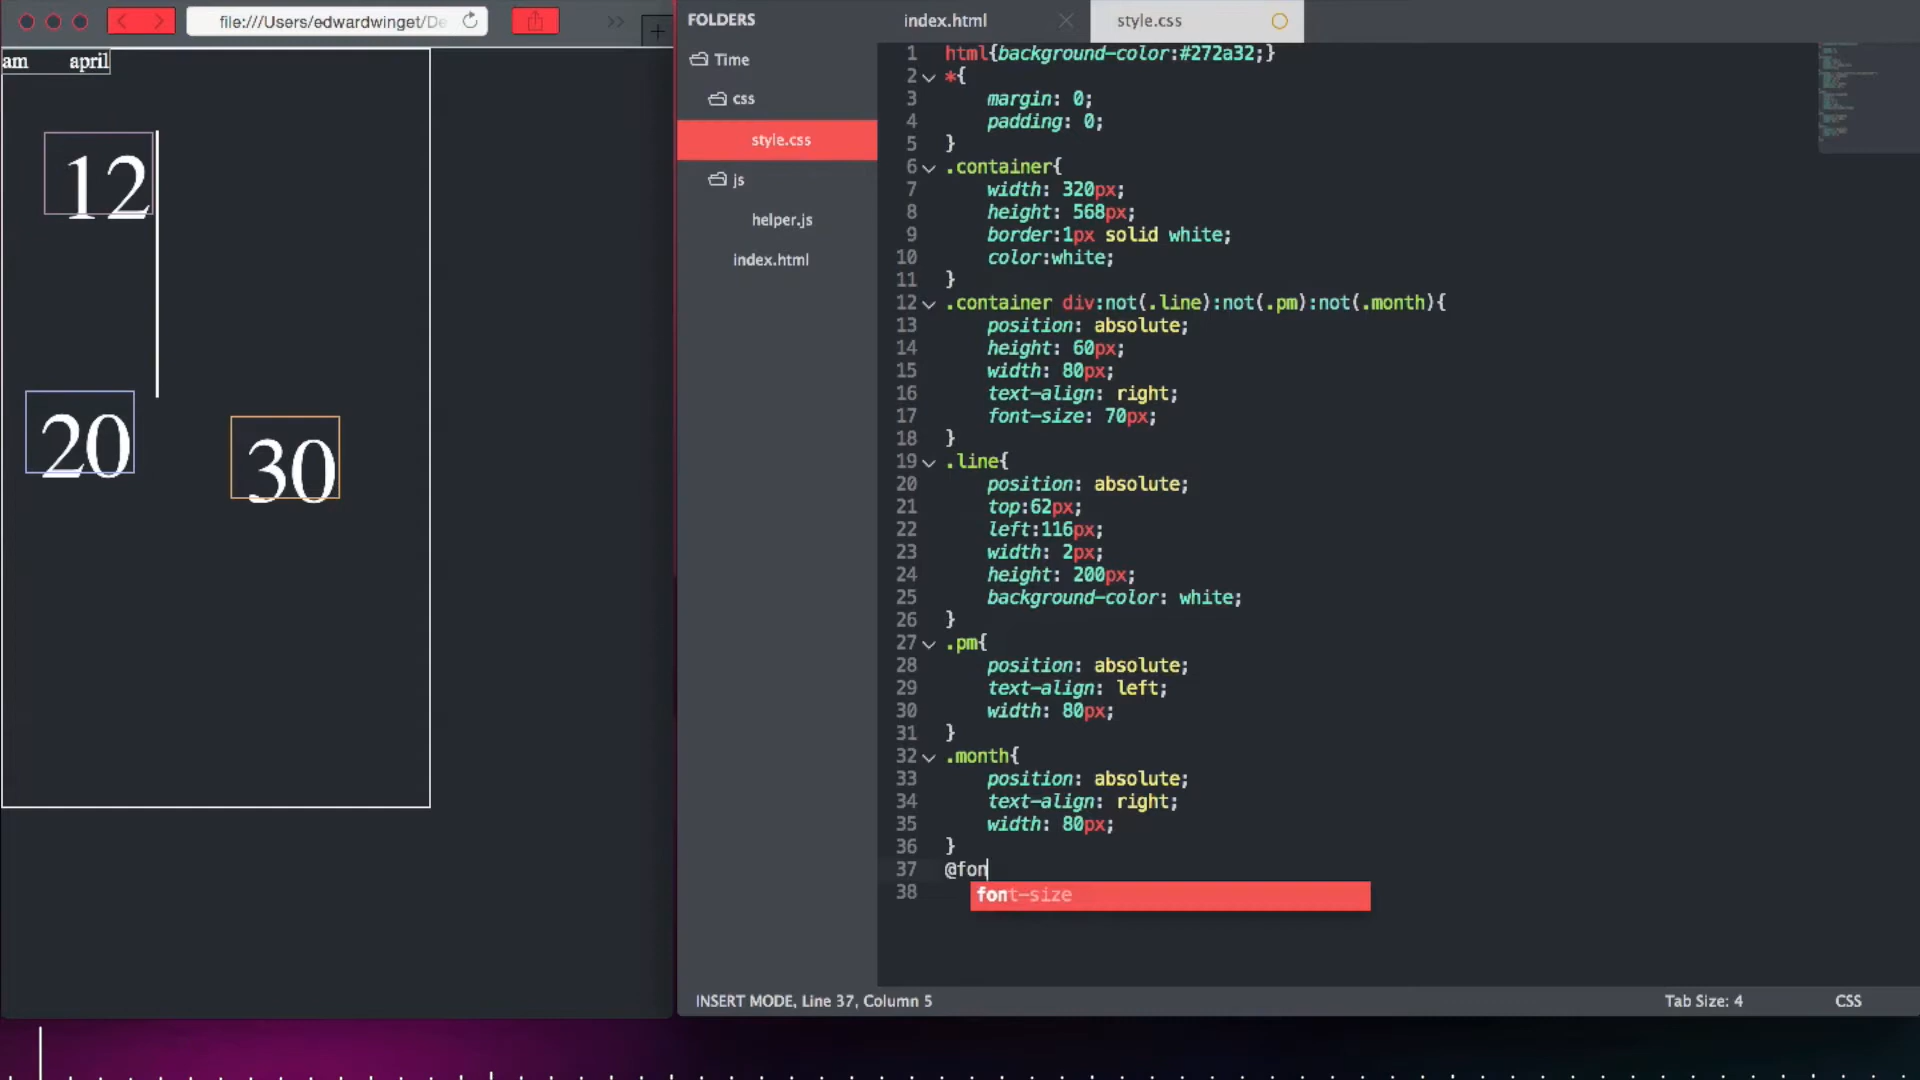 file:///Users/edwardwinget/De
am april
12
20
30
FOLDERS
Time
css
style.css
js
helper.js
index.html
index.html
style.css
1 html{background-color:#272a32;}
2 *{
3 margin: 0;
4 padding: 0;
5 }
6 .container{
7 width: 320px;
8 height: 568px;
9 border:1px solid white;
10 color:white;
11 }
12 .container div:not(.line):not(.pm):not(.month){
13 position: absolute;
14 height: 60px;
15 width: 80px;
16 text-align: right;
17 font-size: 70px;
18 }
19 .line{
20 position: absolute;
21 top:62px;
22 left:116px;
23 width: 2px;
24 height: 200px;
25 background-color: white;
26 }
27 .pm{
28 position: absolute;
29 text-align: left;
30 width: 80px;
31 }
32 .month{
33 position: absolute;
34 text-align: right;
35 width: 80px;
36 }
37 @fon
38
font-size
INSERT MODE, Line 37, Column 5
Tab Size: 4
CSS